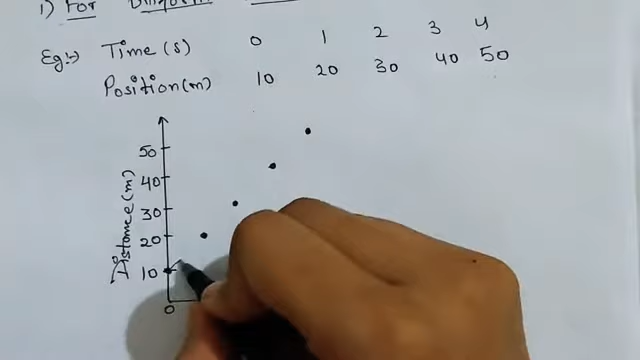 1) For Uniform
Eg:- Time(s) 0 1 2 3 4
Position(m) 10 20 30 40 50
Distance(m)
50
40
30
20
10
0